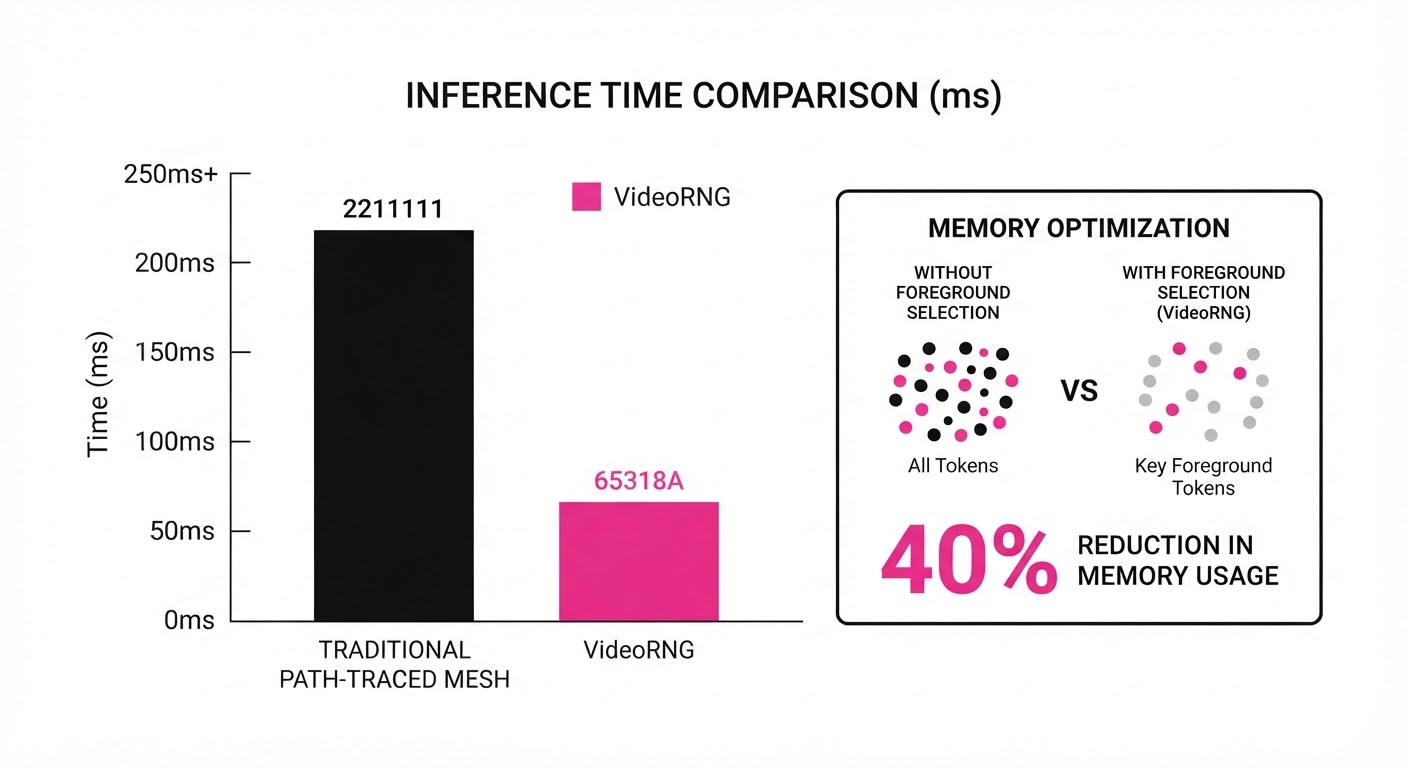 INFERENCE TIME COMPARISON (ms)
250ms+
200ms
150ms
100ms
50ms
0ms
Time (ms)
2211111
65318A
VideoRNG
TRADITIONAL
PATH-TRACED MESH
VideoRNG
MEMORY OPTIMIZATION
WITHOUT
FOREGROUND
SELECTION
All Tokens
VS
WITH FOREGROUND
SELECTION
(VideoRNG)
Key Foreground
Tokens
40%
REDUCTION IN
MEMORY USAGE